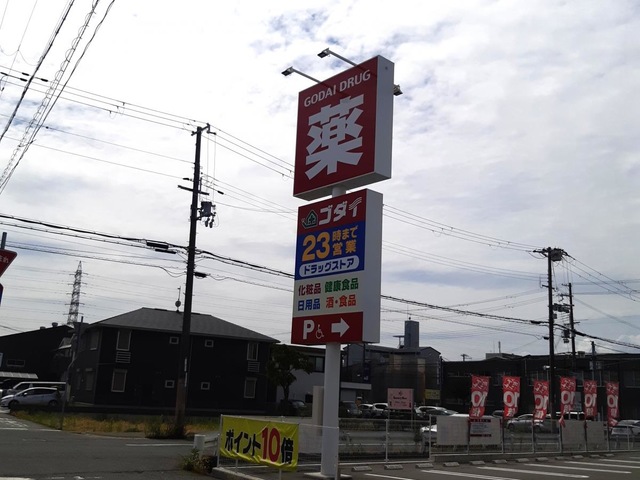 GODAI DRUG
薬
ゴダイ
23時まで営業
ドラッグストア
化粧品 健康食品
日用品 酒・食品
P
ポイント10倍